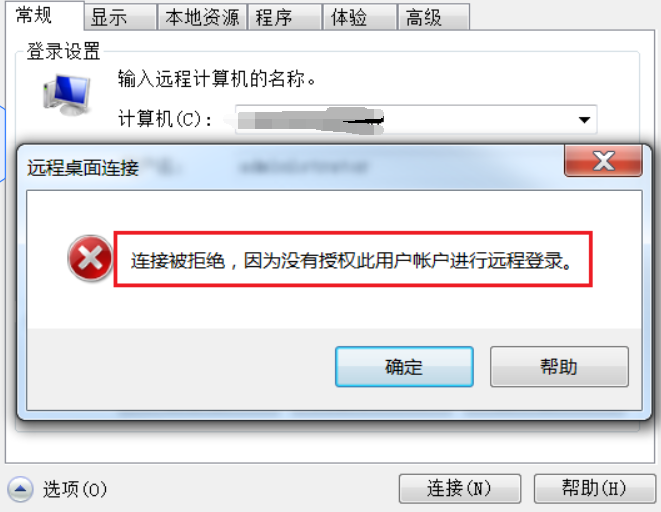 常规 显示 本地资源 程序 体验 高级
登录设置
输入远程计算机的名称。
计算机(C):
远程桌面连接
连接被拒绝，因为没有授权此用户帐户进行远程登录。
确定 帮助
选项(O) 连接(N) 帮助(H)